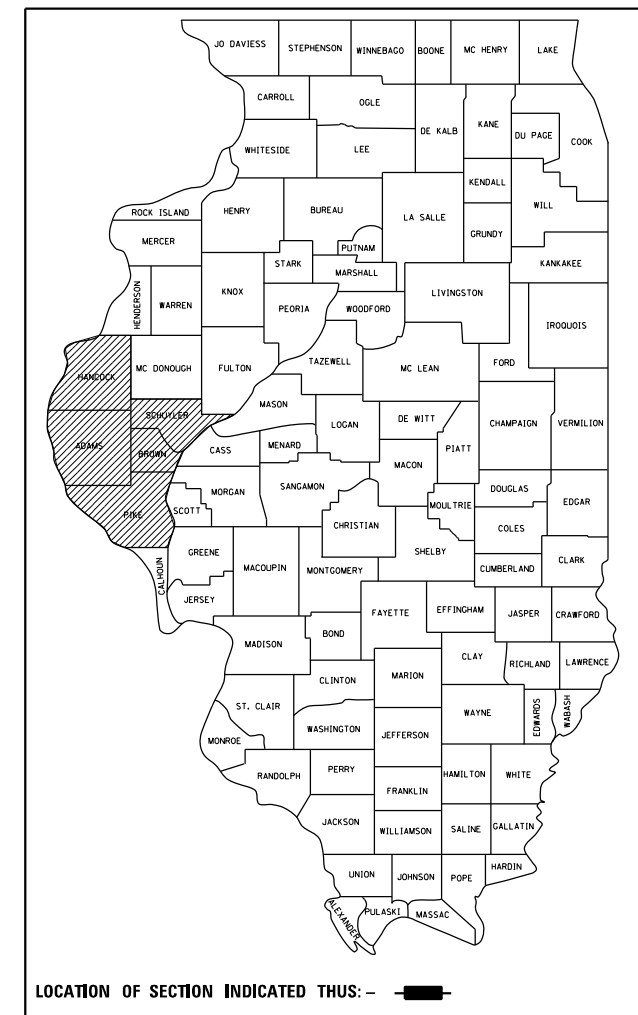 JO DAVIESS
STEPHENSON
WINNEBAGO
BOONE
MC HENRY
LAKE
CARROLL
OGLE
DE KALB
KANE
DU PAGE
COOK
WHITESIDE
LEE
KENDALL
WILL
ROCK ISLAND
HENRY
BUREAU
LA SALLE
GRUNDY
MERCER
PUTNAM
KANKAKEE
STARK
MARSHALL
HENDERSON
WARREN
KNOX
PEORIA
WOODFORD
LIVINGSTON
IROQUOIS
HANCOCK
MC DONOUGH
FULTON
TAZEWELL
MC LEAN
FORD
SCHUYLER
MASON
LOGAN
DE WITT
CHAMPAIGN
VERMILION
ADAMS
BROWN
CASS
MENARD
PIATT
MACON
PIKE
SCOTT
MORGAN
SANGAMON
MOULTRIE
DOUGLAS
EDGAR
CHRISTIAN
COLES
CALHOUN
GREENE
MACOUPIN
MONTGOMERY
SHELBY
CUMBERLAND
CLARK
JERSEY
FAYETTE
EFFINGHAM
JASPER
CRAWFORD
MADISON
BOND
CLAY
RICHLAND
LAWRENCE
CLINTON
MARION
ST. CLAIR
WAYNE
EDWARDS
WABASH
WASHINGTON
JEFFERSON
MONROE
RANDOLPH
PERRY
HAMILTON
WHITE
FRANKLIN
JACKSON
WILLIAMSON
SALINE
GALLATIN
UNION
JOHNSON
POPE
HARDIN
ALEXANDER
PULASKI
MASSAC
LOCATION OF SECTION INDICATED THUS: –